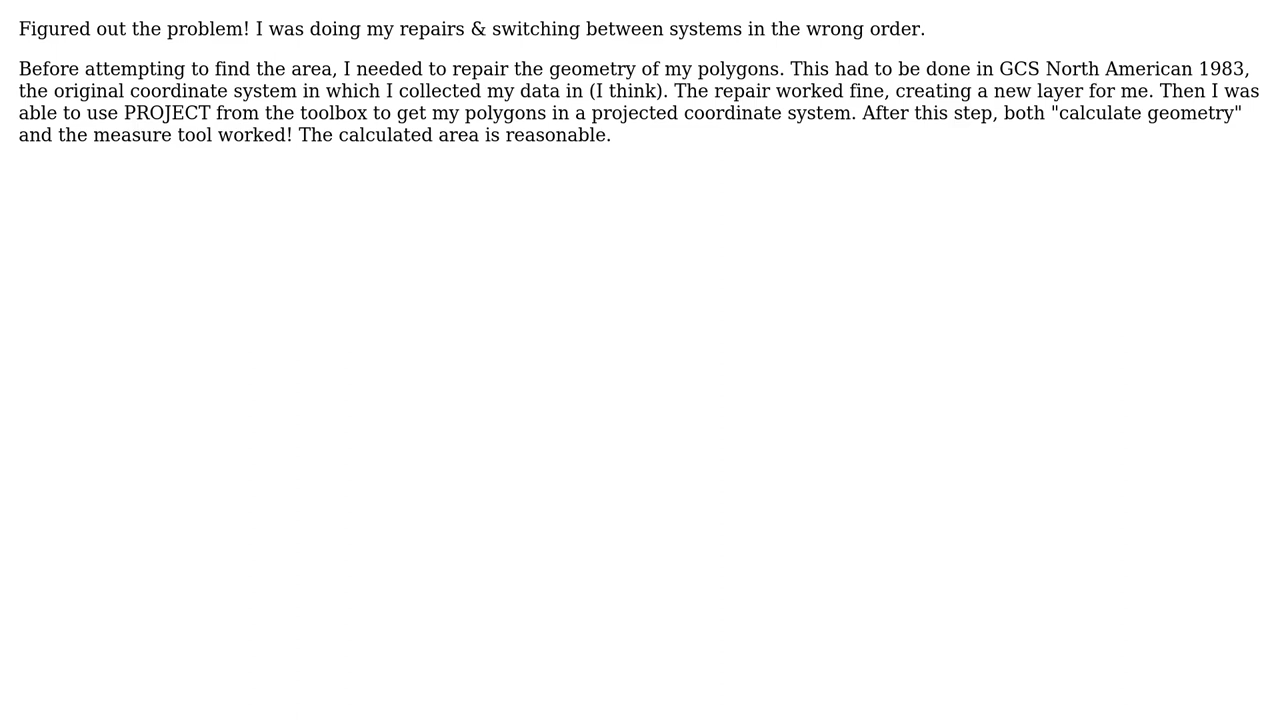 Figured out the problem! I was doing my repairs & switching between systems in the wrong order.
Before attempting to find the area, I needed to repair the geometry of my polygons. This had to be done in GCS North American 1983,
the original coordinate system in which I collected my data in (I think). The repair worked fine, creating a new layer for me. Then I was
able to use PROJECT from the toolbox to get my polygons in a projected coordinate system. After this step, both "calculate geometry"
and the measure tool worked! The calculated area is reasonable.